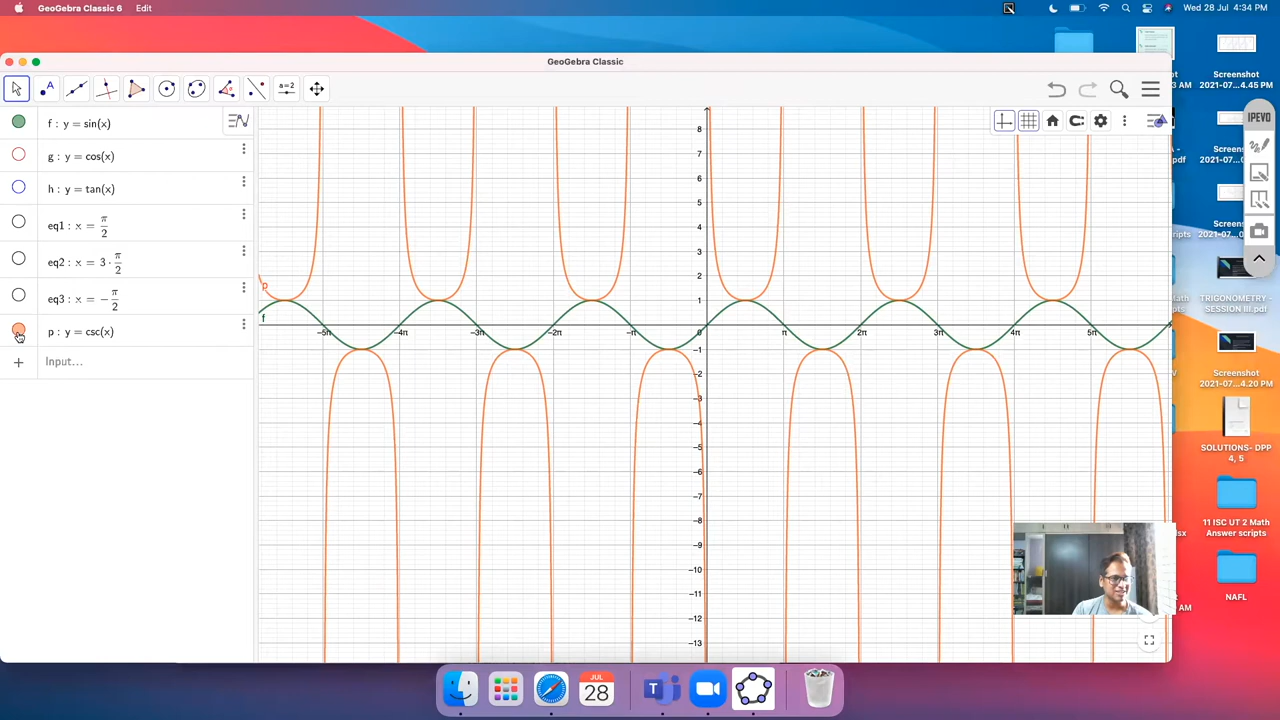 GeoGebra Classic 6 Edit
Wed 28 Jul 4:34 PM
GeoGebra Classic
a=2
f : y = sin(x)
g : y = cos(x)
h : y = tan(x)
eq1 : x = π/2
eq2 : x = 3 · π/2
eq3 : x = −π/2
p : y = csc(x)
Input...
p
f
8
7
6
5
4
3
2
1
0
−1
−2
−3
−4
−5
−6
−7
−8
−9
−10
−11
−12
−13
−5π −4π −3π −2π −π π 2π 3π 4π 5π
IPEVO
Screenshot
2021-07...4.45 PM
TRIGONOMETRY -
SESSION III.pdf
Screenshot
2021-07...4.20 PM
SOLUTIONS- DPP
4, 5
11 ISC UT 2 Math
Answer scripts
NAFL
JUL
28